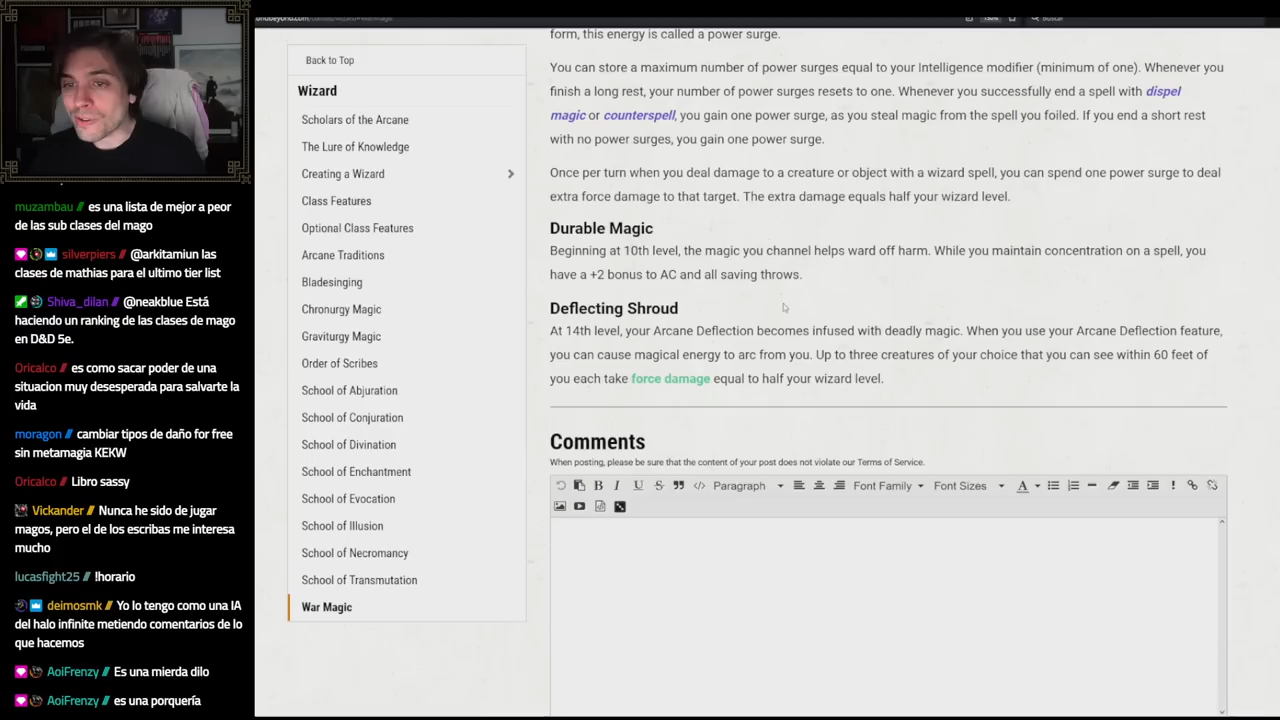 muzambau // es una lista de mejor a peor
de las sub clases del mago
silverpiers // @arkitamiun las
clases de mathias para el ultimo tier list
Shiva_dilan // @neakblue Está
haciendo un ranking de las clases de mago
en D&D 5e.
Oricalco // es como sacar poder de una
situacion muy desesperada para salvarte la
vida
moragon // cambiar tipos de daño for free
sin metamagia KEKW
Oricalco // Libro sassy
Vickander // Nunca he sido de jugar
magos, pero el de los escribas me interesa
mucho
lucasfight25 // !horario
deimosmk // Yo lo tengo como una IA
del halo infinite metiendo comentarios de lo
que hacemos
AoiFrenzy // Es una mierda dilo
AoiFrenzy // es una porquería
Back to Top
Wizard
Scholars of the Arcane
The Lure of Knowledge
Creating a Wizard
Class Features
Optional Class Features
Arcane Traditions
Bladesinging
Chronurgy Magic
Graviturgy Magic
Order of Scribes
School of Abjuration
School of Conjuration
School of Divination
School of Enchantment
School of Evocation
School of Illusion
School of Necromancy
School of Transmutation
War Magic
form, this energy is called a power surge.
You can store a maximum number of power surges equal to your Intelligence modifier (minimum of one). Whenever you
finish a long rest, your number of power surges resets to one. Whenever you successfully end a spell with dispel
magic or counterspell, you gain one power surge, as you steal magic from the spell you foiled. If you end a short rest
with no power surges, you gain one power surge.
Once per turn when you deal damage to a creature or object with a wizard spell, you can spend one power surge to deal
extra force damage to that target. The extra damage equals half your wizard level.
Durable Magic
Beginning at 10th level, the magic you channel helps ward off harm. While you maintain concentration on a spell, you
have a +2 bonus to AC and all saving throws.
Deflecting Shroud
At 14th level, your Arcane Deflection becomes infused with deadly magic. When you use your Arcane Deflection feature,
you can cause magical energy to arc from you. Up to three creatures of your choice that you can see within 60 feet of
you each take force damage equal to half your wizard level.
Comments
When posting, please be sure that the content of your post does not violate our Terms of Service.
B I U S Paragraph Font Family Font Sizes A